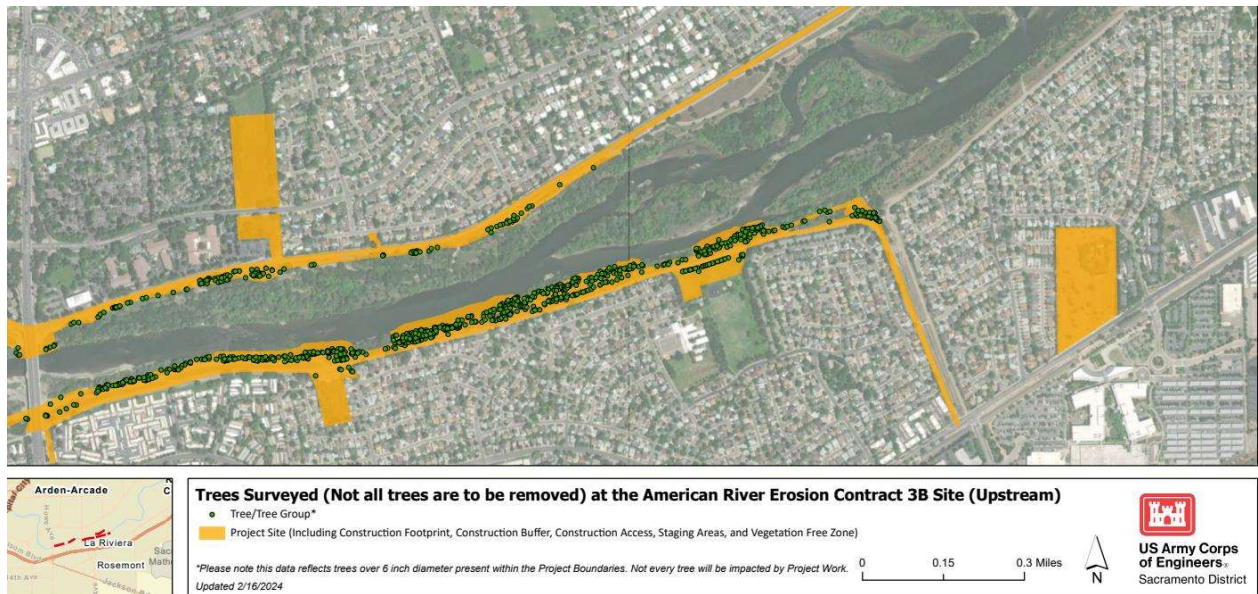 Trees Surveyed (Not all trees are to be removed) at the American River Erosion Contract 3B Site (Upstream)
Tree/Tree Group*
Project Site (Including Construction Footprint, Construction Buffer, Construction Access, Staging Areas, and Vegetation Free Zone)
*Please note this data reflects trees over 6 inch diameter present within the Project Boundaries. Not every tree will be impacted by Project Work.
Updated 2/16/2024
0 0.15 0.3 Miles
N
US Army Corps
of Engineers®
Sacramento District
Arden-Arcade
Howe Ave
La Riviera
Rosemont